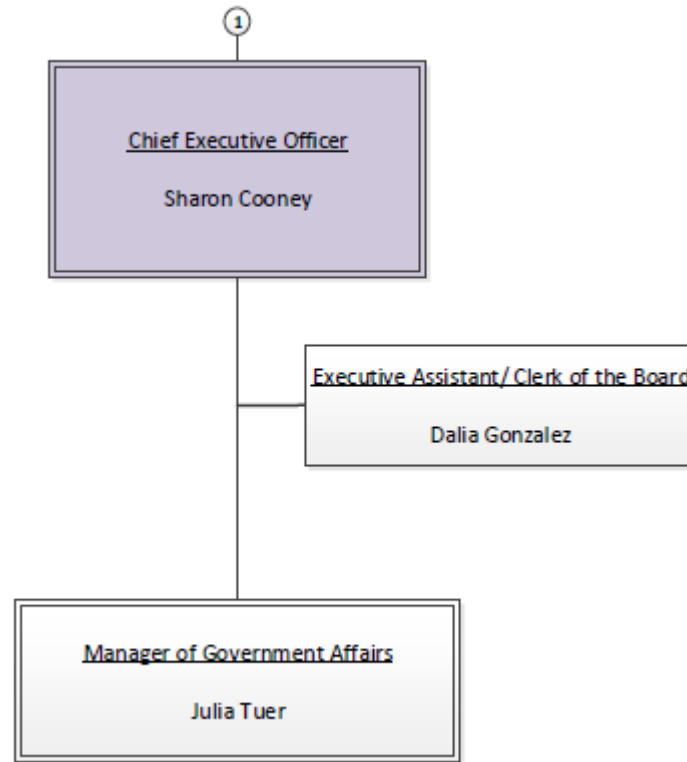 1
Chief Executive Officer
Sharon Cooney
Executive Assistant/ Clerk of the Board
Dalia Gonzalez
Manager of Government Affairs
Julia Tuer